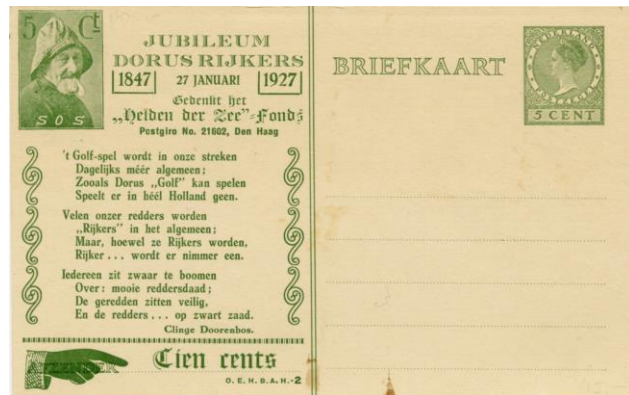 5 Ct
SOS
JUBILEUM
DORUS RIJKERS
1847 27 JANUARI 1927
Gedenkt het
„Helden der Zee”-Fonds
Postgiro No. 21602, Den Haag
't Golf-spel wordt in onze streken
Dagelijks méér algemeen;
Zooals Dorus „Golf” kan spelen
Speelt er in héél Holland geen.
Velen onzer redders worden
„Rijkers” in het algemeen;
Maar, hoewel ze Rijkers worden,
Rijker... wordt er nimmer een.
Iedereen zit zwaar te boomen
Over: mooie reddersdaad;
De geredden zitten veilig,
En de redders... op zwart zaad.
Clinge Doorenbos.
AFZENDER
Tien cents
O. E. H. B. A. H.-2
BRIEFKAART
NEDERLAND
5 CENT